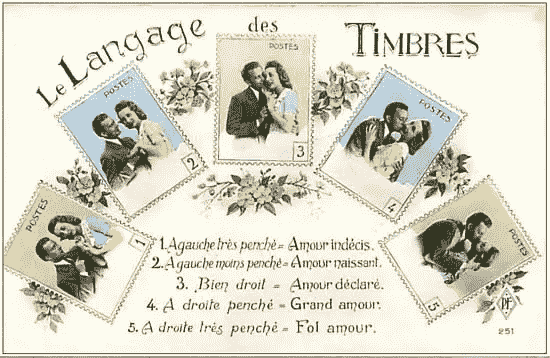 Le Langage des Timbres
POSTES
1
POSTES
2
POSTES
3
POSTES
4
POSTES
5
1. A gauche très penché = Amour indécis.
2. A gauche moins penché = Amour naissant.
3. Bien droit = Amour déclaré.
4. A droite penché = Grand amour.
5. A droite très penché = Fol amour.
PF
251